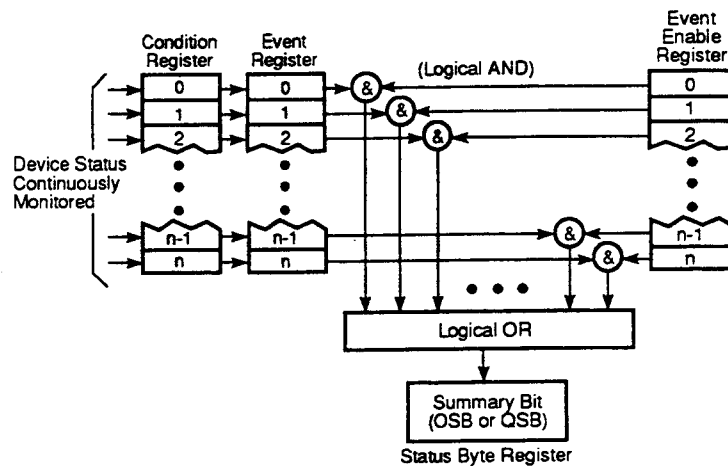 Condition
Register
Event
Register
Event
Enable
Register
(Logical AND)
0
0
&
0
1
1
&
1
2
2
&
2
Device Status
Continuously
Monitored
n-1
n-1
&
n-1
n
n
&
n
Logical OR
Summary Bit
(OSB or QSB)
Status Byte Register